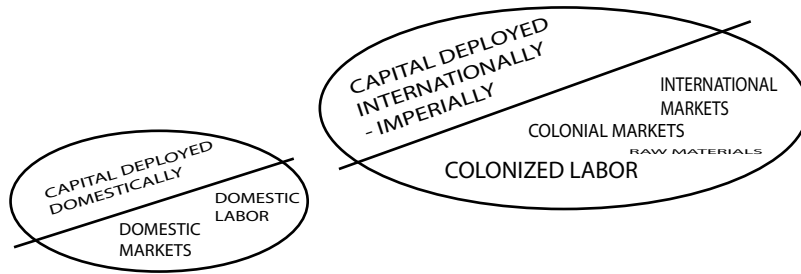 CAPITAL DEPLOYED
DOMESTICALLY
DOMESTIC
LABOR
DOMESTIC
MARKETS
CAPITAL DEPLOYED
INTERNATIONALLY
- IMPERIALLY
INTERNATIONAL
MARKETS
COLONIAL MARKETS
RAW MATERIALS
COLONIZED LABOR